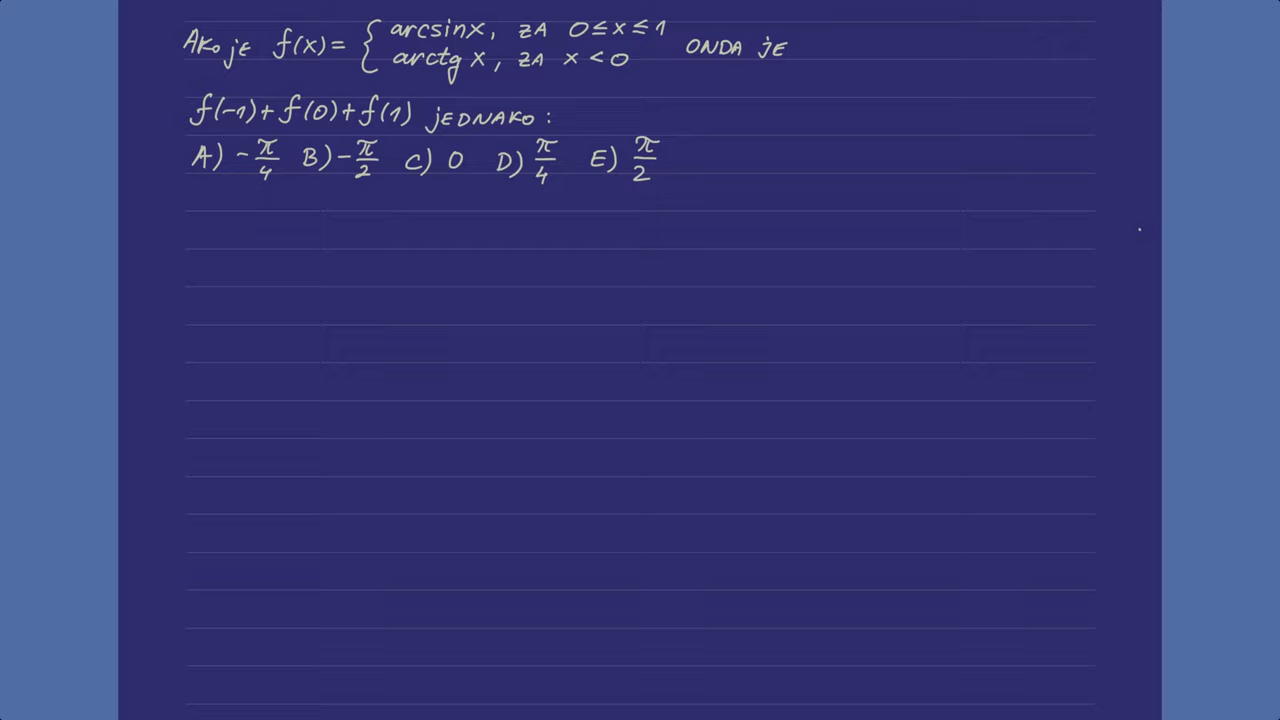 Ako je f(x) = { arcsin x, ZA 0 ≤ x ≤ 1 ONDA JE
arctg x, ZA x < 0
f(-1) + f(0) + f(1) JEDNAKO:
A) -π/4 B) -π/2 C) 0 D) π/4 E) π/2